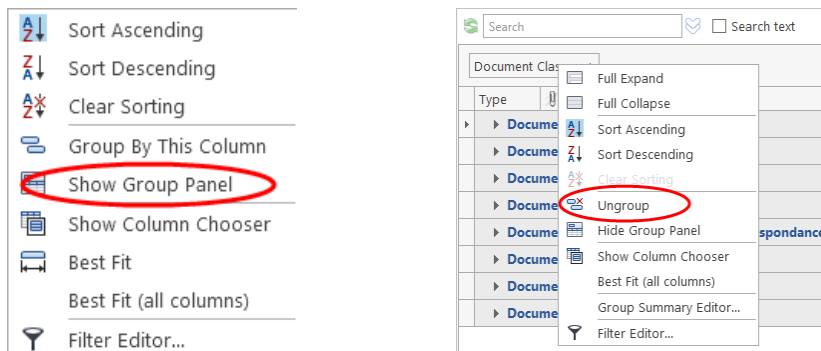 Sort Ascending
Sort Descending
Clear Sorting
Group By This Column
Show Group Panel
Show Column Chooser
Best Fit
Best Fit (all columns)
Filter Editor...
Search
Search text
Document Clas
Type
Docume
Docume
Docume
Docume
Docume
spondance
Docume
Docume
Docume
Full Expand
Full Collapse
Sort Ascending
Sort Descending
Clear Sorting
Ungroup
Hide Group Panel
Show Column Chooser
Best Fit (all columns)
Group Summary Editor...
Filter Editor...